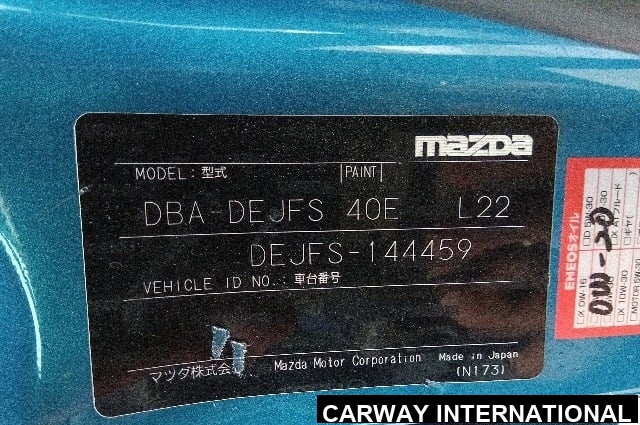 mazda
MODEL: 型式 PAINT
DBA-DEJFS 40E L22
DEJFS-144459
VEHICLE ID NO.: 車台番号
マツダ株式会社 Mazda Motor Corporation Made in Japan
(N173)
ENEOSオイル
CARWAY INTERNATIONAL